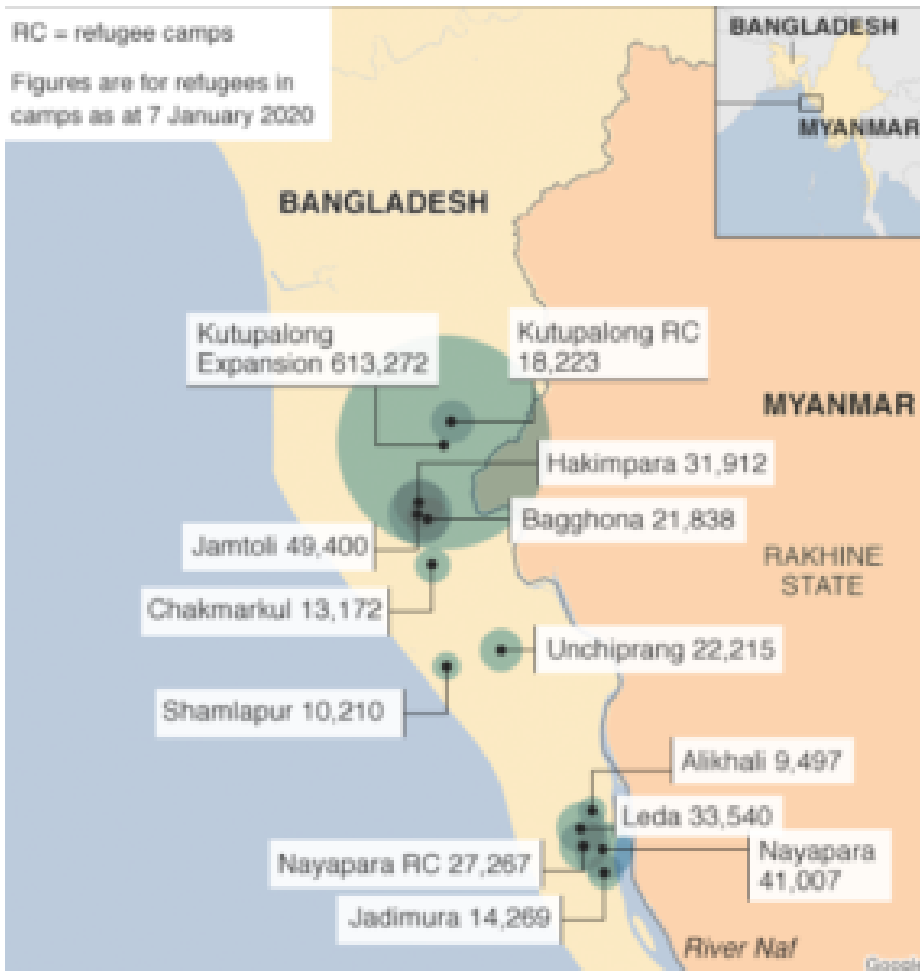 RC = refugee camps
Figures are for refugees in
camps as at 7 January 2020
BANGLADESH
MYANMAR
BANGLADESH
Kutupalong
Expansion 613,272
Kutupalong RC
18,223
MYANMAR
Hakimpara 31,912
Bagghona 21,838
Jamtoli 49,400
RAKHINE
STATE
Chakmarkul 13,172
Unchiprang 22,215
Shamlapur 10,210
Alikhali 9,497
Leda 33,540
Nayapara RC 27,267
Nayapara
41,007
Jadimura 14,269
River Naf
Google